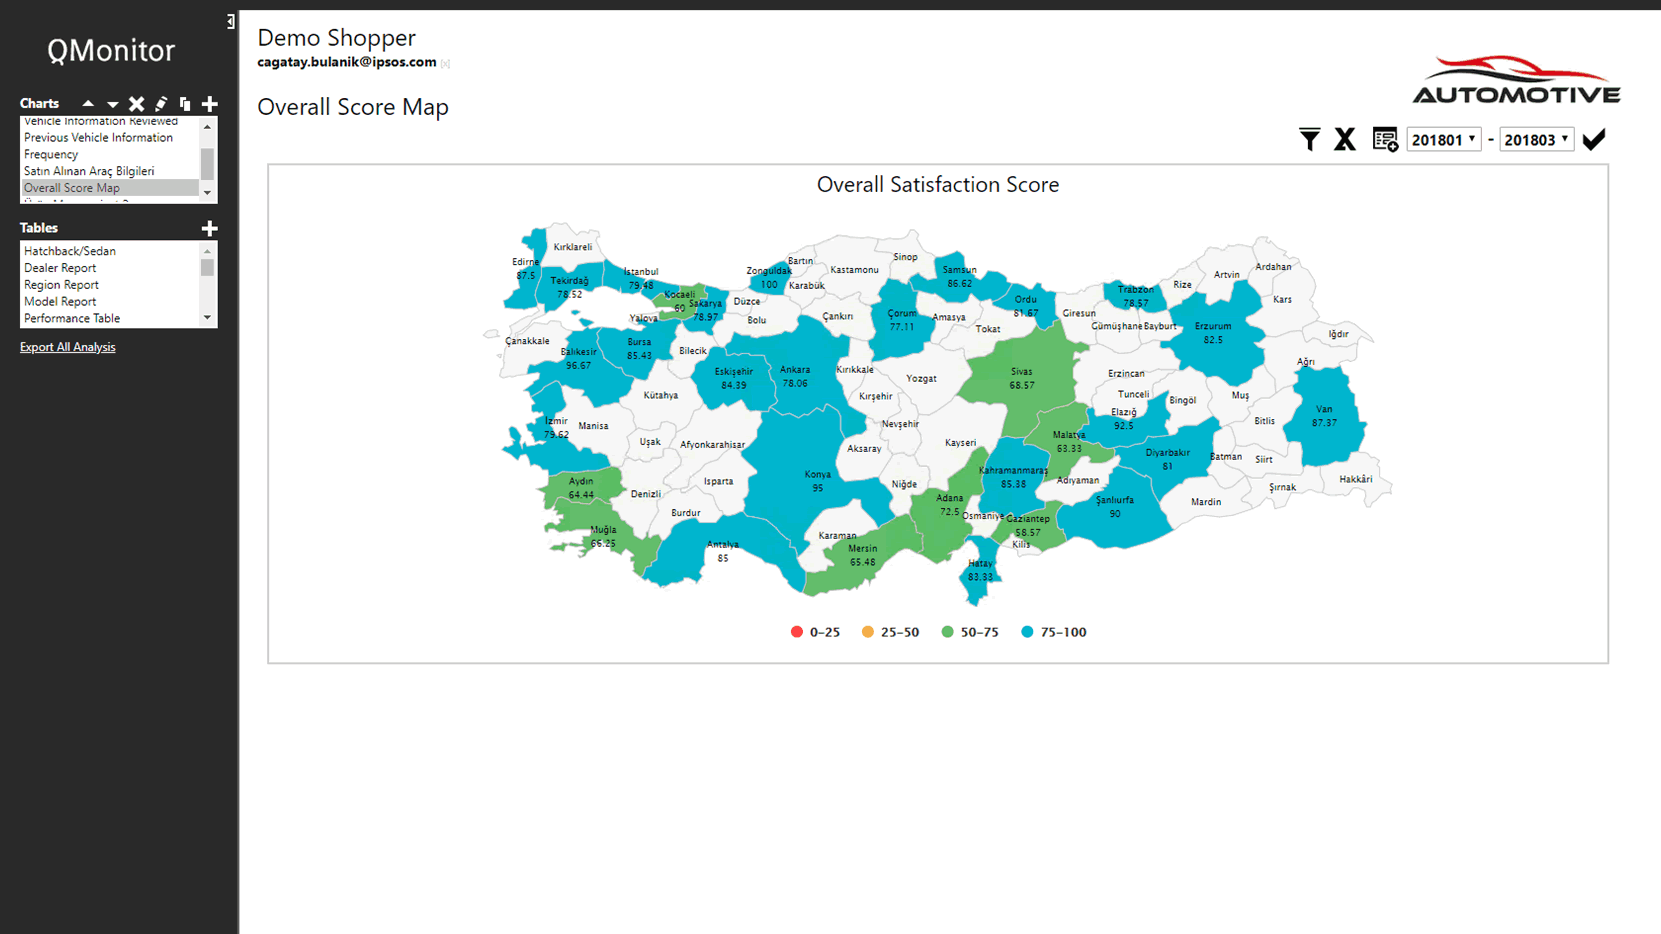 QMonitor
Charts
Vehicle Information Reviewed
Previous Vehicle Information
Frequency
Satın Alınan Araç Bilgileri
Overall Score Map
Tables
Hatchback/Sedan
Dealer Report
Region Report
Model Report
Performance Table
Export All Analysis
Demo Shopper
cagatay.bulanik@ipsos.com [x]
AUTOMOTIVE
Overall Score Map
X
201801 - 201803
Overall Satisfaction Score
Kırklareli
Edirne
87.5
Tekirdağ
78.52
İstanbul
79.48
Kocaeli
60
Sakarya
78.97
Yalova
Düzce
Bolu
Zonguldak
100
Bartın
Karabük
Kastamonu
Sinop
Çankırı
Çorum
77.11
Samsun
86.62
Amasya
Tokat
Ordu
81.67
Giresun
Gümüşhane
Bayburt
Trabzon
78.57
Rize
Artvin
Ardahan
Kars
Erzurum
82.5
Iğdır
Ağrı
Çanakkale
Balıkesir
96.67
Bursa
85.43
Bilecik
Eskişehir
84.39
Ankara
78.06
Kırıkkale
Kırşehir
Yozgat
Sivas
68.57
Erzincan
Tunceli
Elazığ
92.5
Bingöl
Muş
Bitlis
Van
87.37
Kütahya
İzmir
79.62
Manisa
Uşak
Afyonkarahisar
Nevşehir
Aksaray
Kayseri
Malatya
63.33
Diyarbakır
81
Batman
Siirt
Şırnak
Hakkâri
Aydın
64.44
Denizli
Isparta
Burdur
Konya
95
Niğde
Kahramanmaraş
85.38
Adıyaman
Şanlıurfa
90
Mardin
Muğla
66.25
Antalya
85
Karaman
Mersin
65.48
Adana
72.5
Osmaniye
Gaziantep
58.57
Kilis
Hatay
83.33
0-25
25-50
50-75
75-100